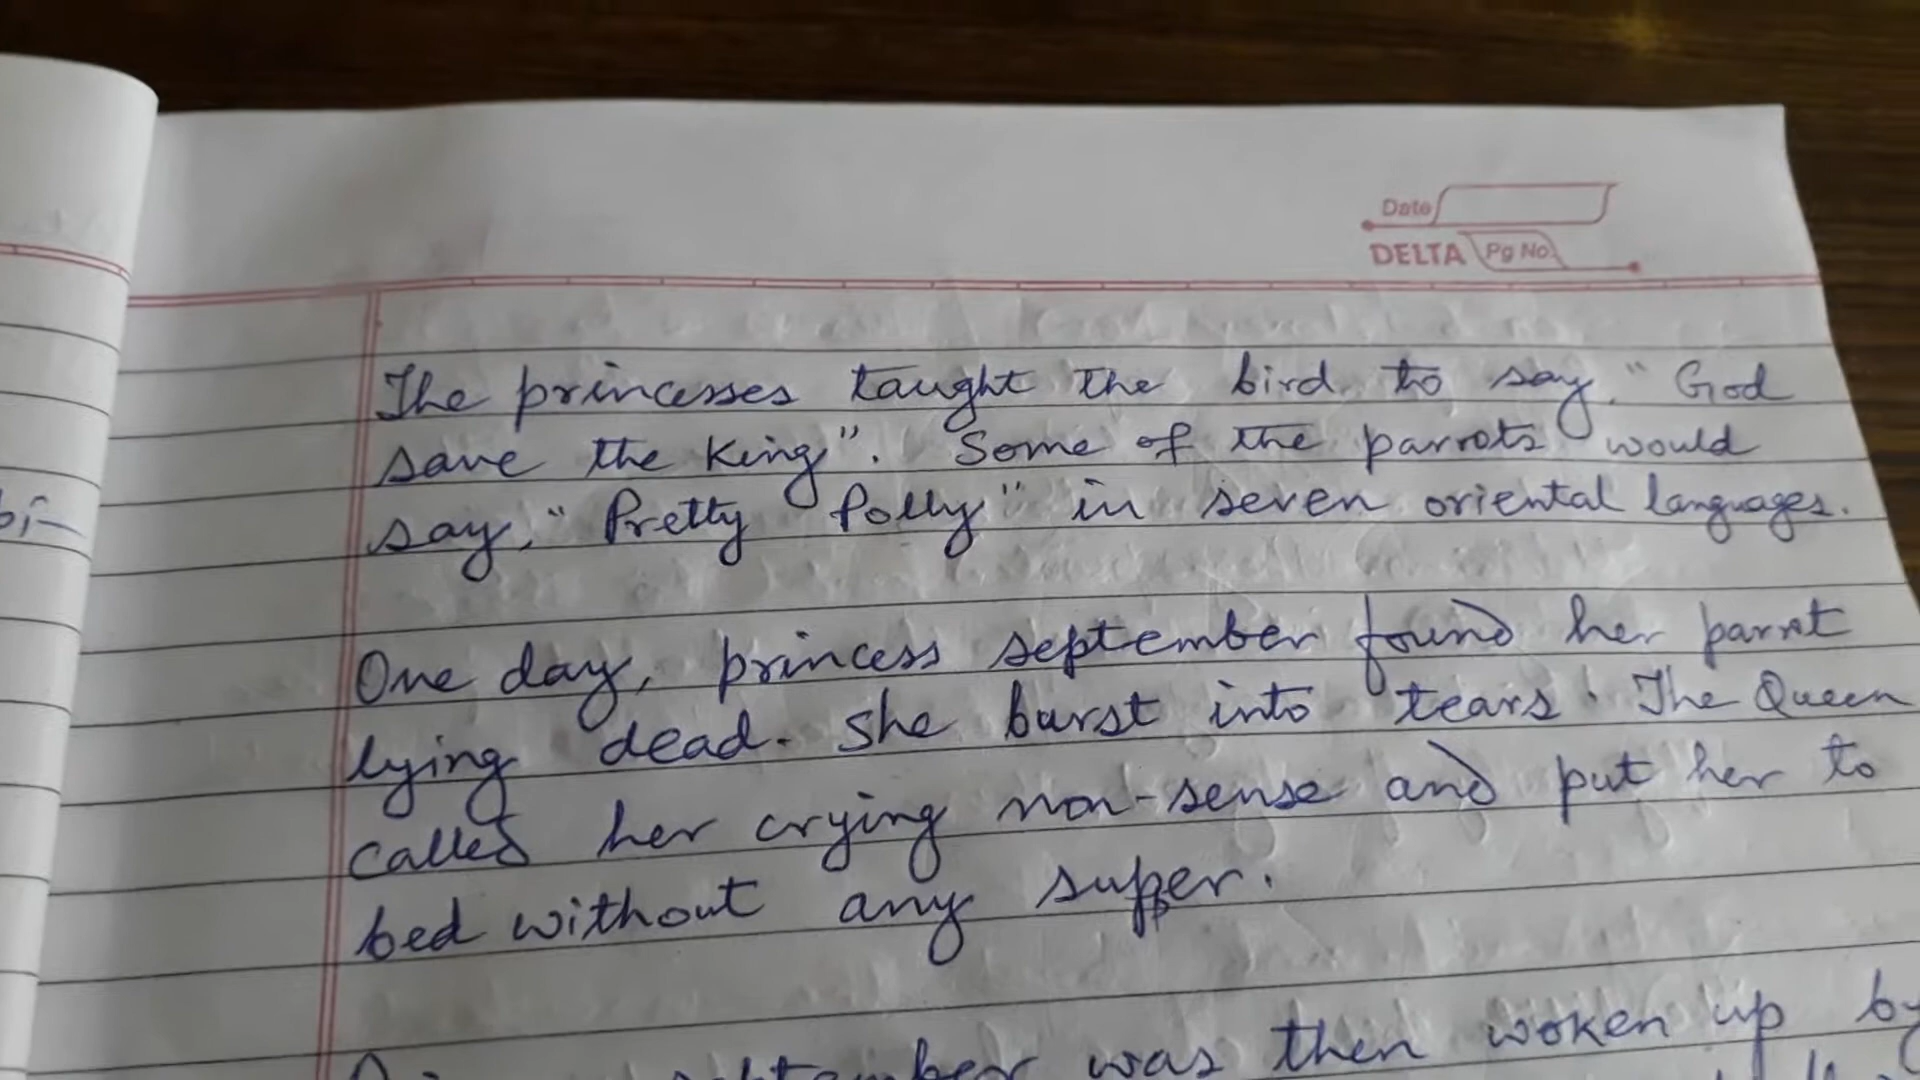 Date
DELTA Pg No.
The princesses taught the bird to say, "God
save the King". Some of the parrots would
say, "Pretty Polly" in seven oriental languages.
One day, princess september found her parrot
lying dead. She burst into tears. The Queen
called her crying non-sense and put her to
bed without any supper.
was then woken up by